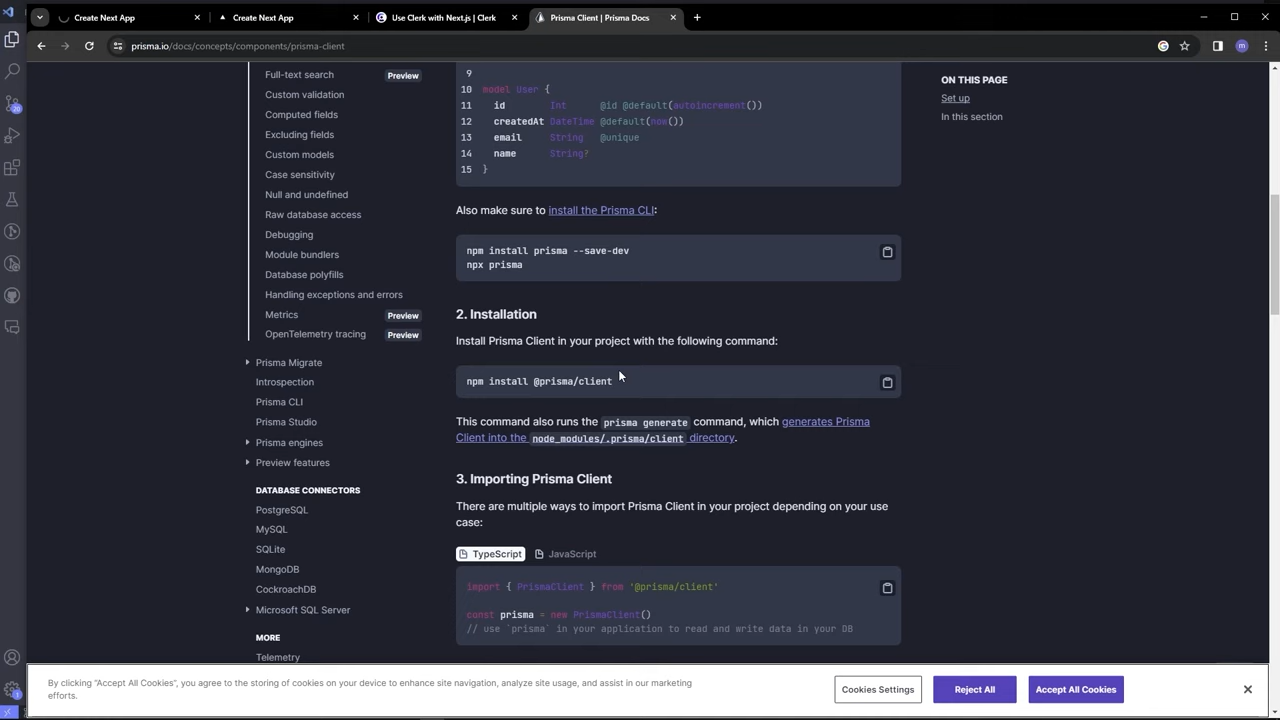 Create Next App
Create Next App
Use Clerk with Next.js | Clerk
Prisma Client | Prisma Docs
prisma.io/docs/concepts/components/prisma-client
m
20
1
Full-text search
Preview
Custom validation
Computed fields
Excluding fields
Custom models
Case sensitivity
Null and undefined
Raw database access
Debugging
Module bundlers
Database polyfills
Handling exceptions and errors
Metrics
Preview
OpenTelemetry tracing
Preview
Prisma Migrate
Introspection
Prisma CLI
Prisma Studio
Prisma engines
Preview features
DATABASE CONNECTORS
PostgreSQL
MySQL
SQLite
MongoDB
CockroachDB
Microsoft SQL Server
MORE
Telemetry
9
10 model User {
11 id Int @id @default(autoincrement())
12 createdAt DateTime @default(now())
13 email String @unique
14 name String?
15 }
Also make sure to install the Prisma CLI:
npm install prisma --save-dev
npx prisma
2. Installation
Install Prisma Client in your project with the following command:
npm install @prisma/client
This command also runs the prisma generate command, which generates Prisma
Client into the node_modules/.prisma/client directory.
3. Importing Prisma Client
There are multiple ways to import Prisma Client in your project depending on your use
case:
TypeScript
JavaScript
import { PrismaClient } from '@prisma/client'
const prisma = new PrismaClient()
// use `prisma` in your application to read and write data in your DB
ON THIS PAGE
Set up
In this section
By clicking “Accept All Cookies”, you agree to the storing of cookies on your device to enhance site navigation, analyze site usage, and assist in our marketing
efforts.
Cookies Settings
Reject All
Accept All Cookies